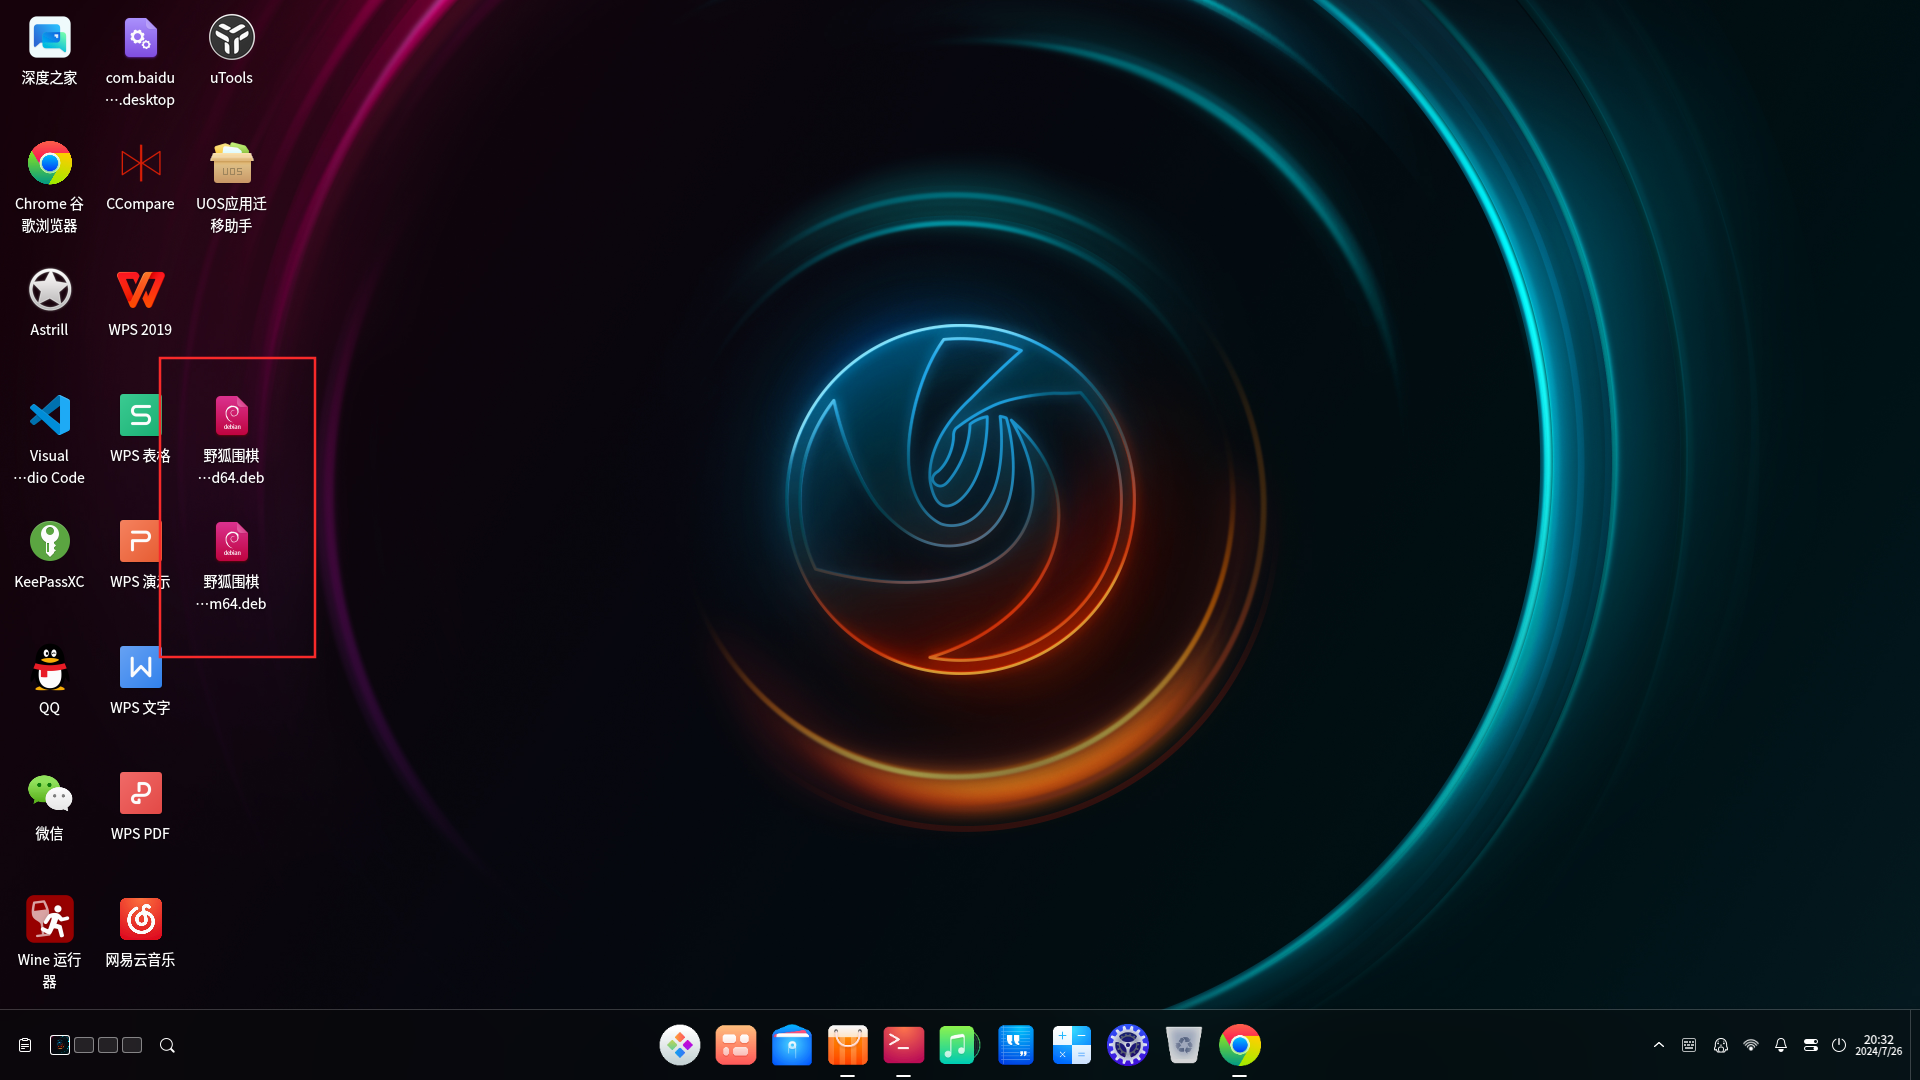 深度之家
com.baidu
….desktop
uTools
Chrome 谷
歌浏览器
CCompare
UOS
UOS应用迁
移助手
Astrill
WPS 2019
Visual
…dio Code
WPS 表格
debian
野狐围棋
…d64.deb
KeePassXC
WPS 演示
debian
野狐围棋
…m64.deb
QQ
WPS 文字
微信
WPS PDF
Wine 运行
器
网易云音乐
20:32
2024/7/26